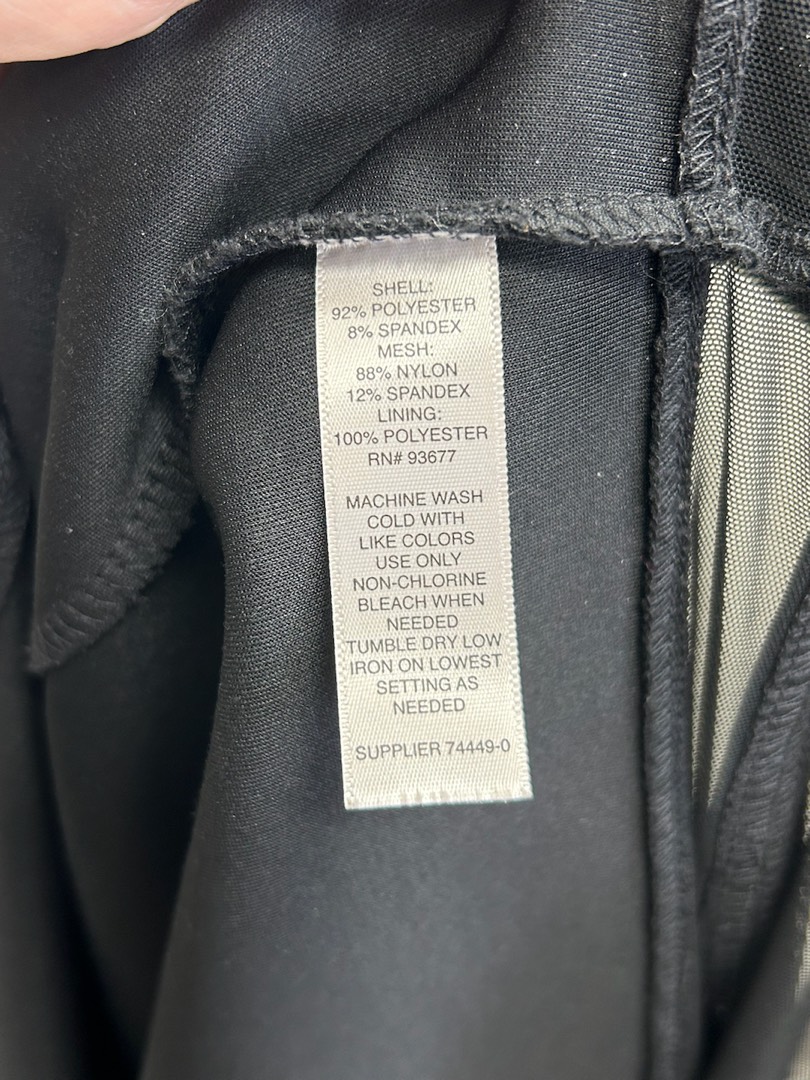 SHELL:
92% POLYESTER
8% SPANDEX
MESH:
88% NYLON
12% SPANDEX
LINING:
100% POLYESTER
RN# 93677
MACHINE WASH
COLD WITH
LIKE COLORS
USE ONLY
NON-CHLORINE
BLEACH WHEN
NEEDED
TUMBLE DRY LOW
IRON ON LOWEST
SETTING AS
NEEDED
SUPPLIER 74449-0